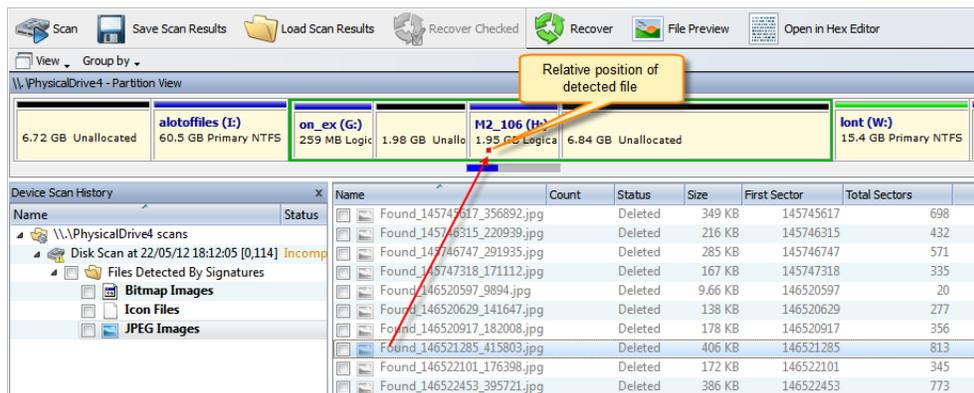 Scan Save Scan Results Load Scan Results Recover Checked Recover File Preview Open in Hex Editor
View Group by
Relative position of
detected file
\\.\PhysicalDrive4 - Partition View
6.72 GB Unallocated
alotoffiles (I:)
60.5 GB Primary NTFS
on_ex (G:)
259 MB Logic
1.98 GB Unallo
M2_106 (H:)
1.95 GB Logica
6.84 GB Unallocated
lont (W:)
15.4 GB Primary NTFS
Device Scan History x
Name Status
\\.\PhysicalDrive4 scans
Disk Scan at 22/05/12 18:12:05 [0,114] Incomp
Files Detected By Signatures
Bitmap Images
Icon Files
JPEG Images
Name Count Status Size First Sector Total Sectors
Found_145745617_356892.jpg Deleted 349 KB 145745617 698
Found_145746315_220939.jpg Deleted 216 KB 145746315 432
Found_145746747_291935.jpg Deleted 285 KB 145746747 571
Found_145747318_171112.jpg Deleted 167 KB 145747318 335
Found_146520597_9894.jpg Deleted 9.66 KB 146520597 20
Found_146520629_141647.jpg Deleted 138 KB 146520629 277
Found_146520917_182008.jpg Deleted 178 KB 146520917 356
Found_146521285_415803.jpg Deleted 406 KB 146521285 813
Found_146522101_176398.jpg Deleted 172 KB 146522101 345
Found_146522453_395721.jpg Deleted 386 KB 146522453 773